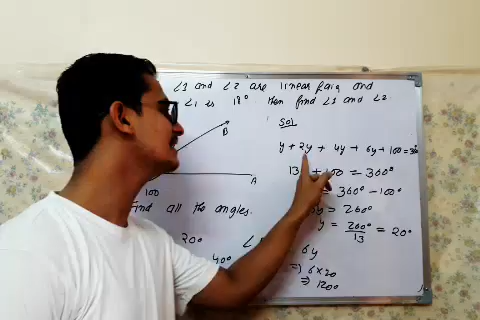 ∠1 and ∠2 are linear pair and
∠1 is 18° then find ∠1 and ∠2.
Sol
B
y + 2y + 4y + 6y + 100 = 360
A
100
13 + 100 = 360°
= 360° - 100°
Find all the angles.
y = 260°
y = 260° / 13 = 20°
20°
∠
40°
6y
⇒ 6 × 20
⇒ 120°